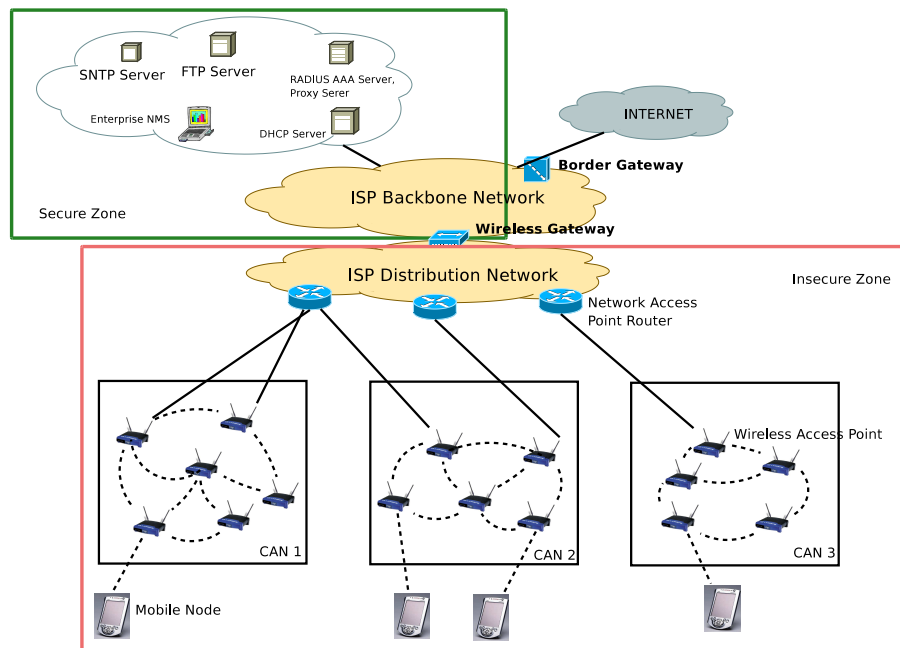 SNTP Server
FTP Server
RADIUS AAA Server,
Proxy Serer
Enterprise NMS
DHCP Server
INTERNET
Border Gateway
ISP Backbone Network
Secure Zone
Wireless Gateway
ISP Distribution Network
Insecure Zone
Network Access
Point Router
Wireless Access Point
CAN 1
CAN 2
CAN 3
Mobile Node